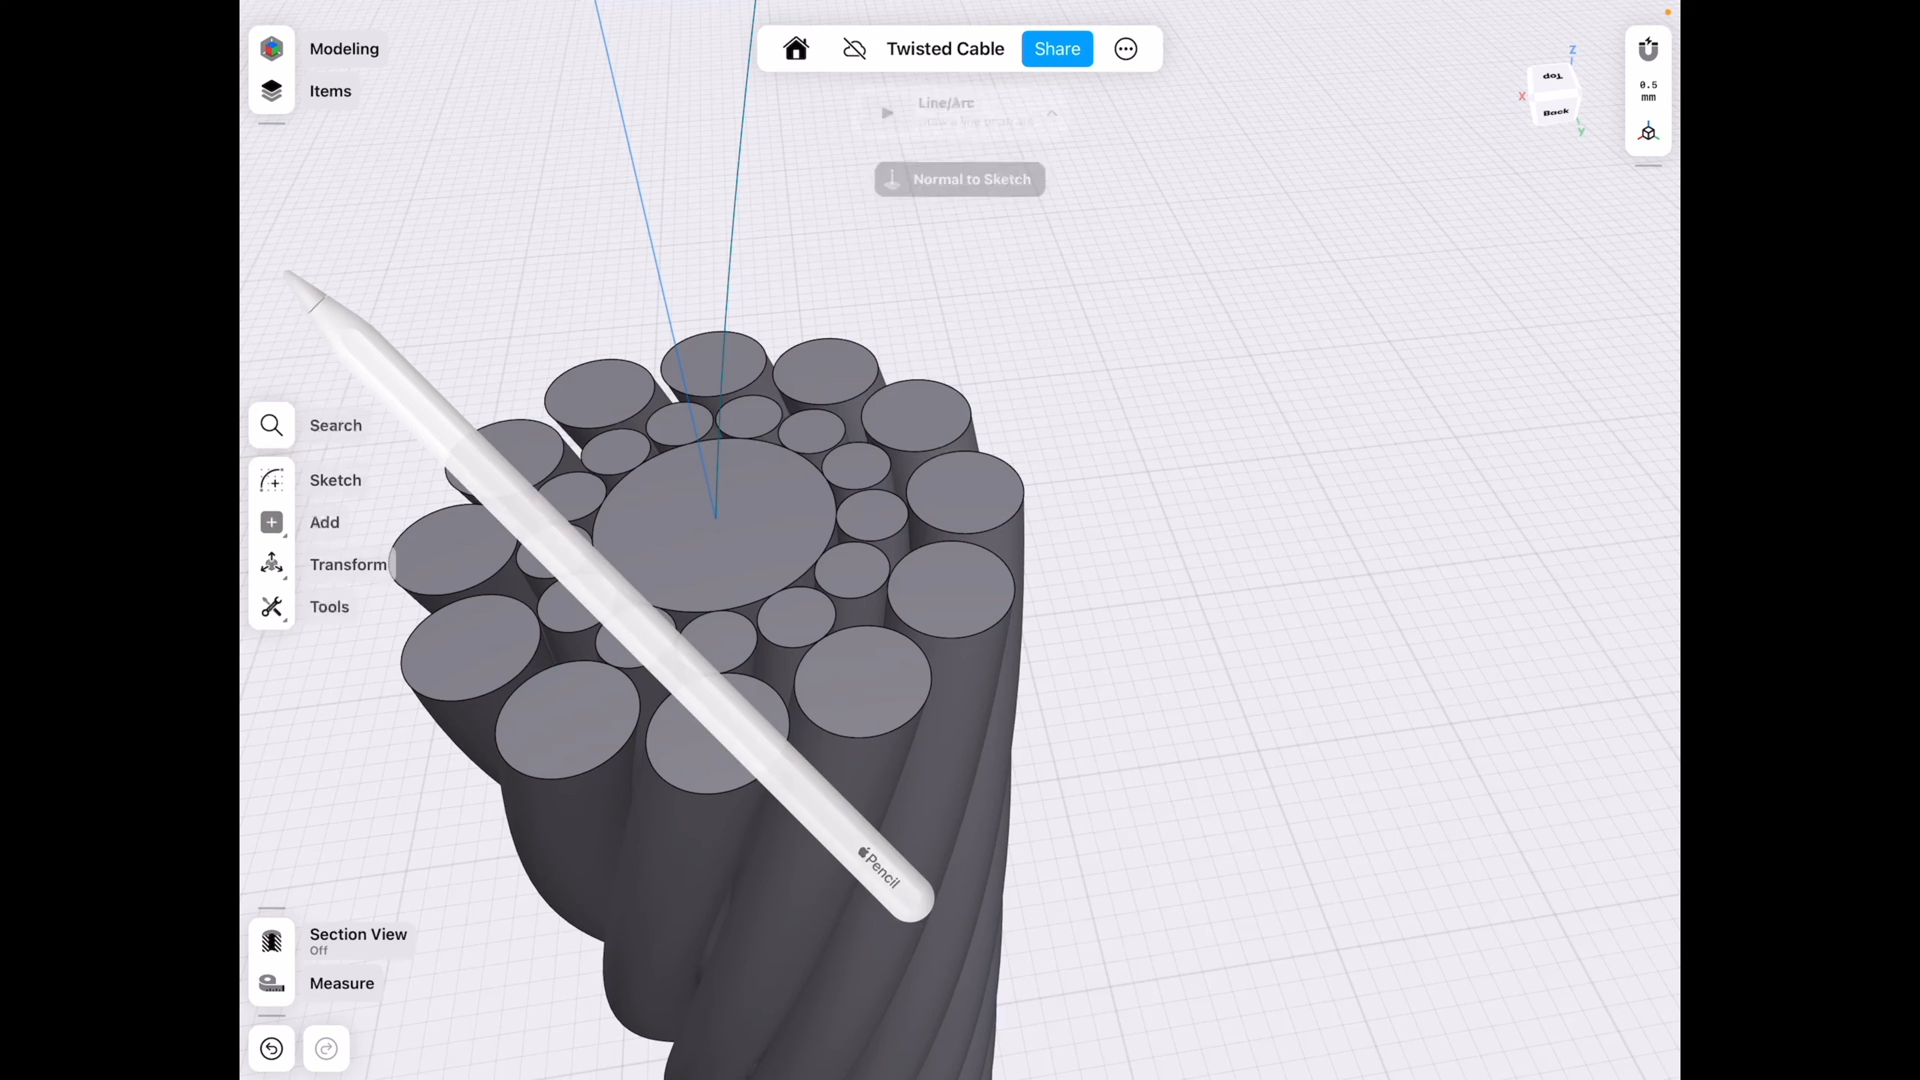 Modeling
Items
Twisted Cable
Share
Line/Arc
Normal to Sketch
Z
Top
X
Back
y
0.5
mm
Search
Sketch
Add
Transform
Tools
Pencil
Section View
Off
Measure